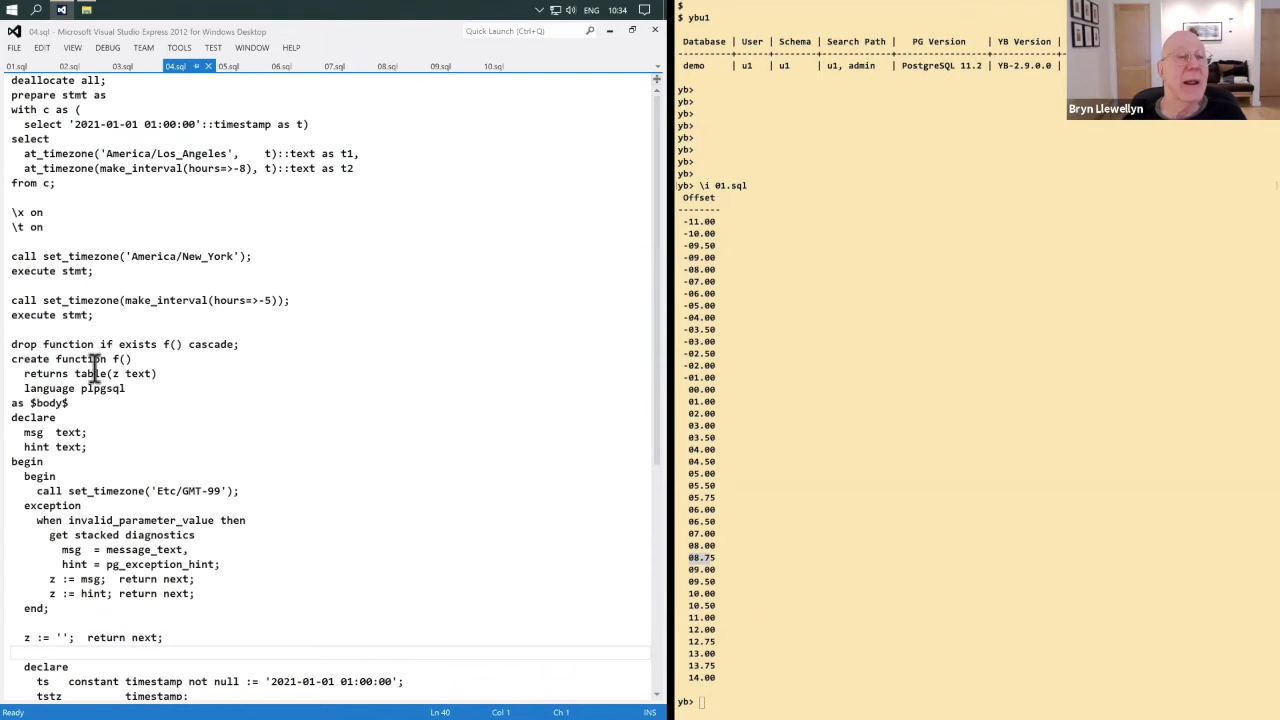 ENG 10:34
04.sql - Microsoft Visual Studio Express 2012 for Windows Desktop
Quick Launch (Ctrl+Q)
FILE EDIT VIEW DEBUG TEAM TOOLS TEST WINDOW HELP
01.sql 02.sql 03.sql 04.sql 05.sql 06.sql 07.sql 08.sql 09.sql 10.sql
deallocate all;
prepare stmt as
with c as (
  select '2021-01-01 01:00:00'::timestamp as t)
select
  at_timezone('America/Los_Angeles',    t)::text as t1,
  at_timezone(make_interval(hours=>-8), t)::text as t2
from c;
\x on
\t on
call set_timezone('America/New_York');
execute stmt;
call set_timezone(make_interval(hours=>-5));
execute stmt;
drop function if exists f() cascade;
create function f()
  returns table(z text)
  language plpgsql
as $body$
declare
  msg  text;
  hint text;
begin
  begin
    call set_timezone('Etc/GMT-99');
  exception
    when invalid_parameter_value then
      get stacked diagnostics
        msg  = message_text,
        hint = pg_exception_hint;
      z := msg;  return next;
      z := hint; return next;
  end;
  z := '';  return next;
  declare
    ts   constant timestamp not null := '2021-01-01 01:00:00';
    tstz          timestamp;
Ready Ln 40 Col 1 Ch 1 INS
$
$ ybu1
Database | User | Schema | Search Path | PG Version | YB Version |
----------+------+--------+-------------+-----------------+------------+
demo | u1 | u1 | u1, admin | PostgreSQL 11.2 | YB-2.9.0.0 |
yb>
yb>
yb>
yb>
yb>
yb>
yb>
yb>
yb> \i 01.sql
Offset
--------
-11.00
-10.00
-09.50
-09.00
-08.00
-07.00
-06.00
-05.00
-04.00
-03.50
-03.00
-02.50
-02.00
-01.00
00.00
01.00
02.00
03.00
03.50
04.00
04.50
05.00
05.50
05.75
06.00
06.50
07.00
08.00
08.75
09.00
09.50
10.00
10.50
11.00
12.00
12.75
13.00
13.75
14.00
yb>
Bryn Llewellyn